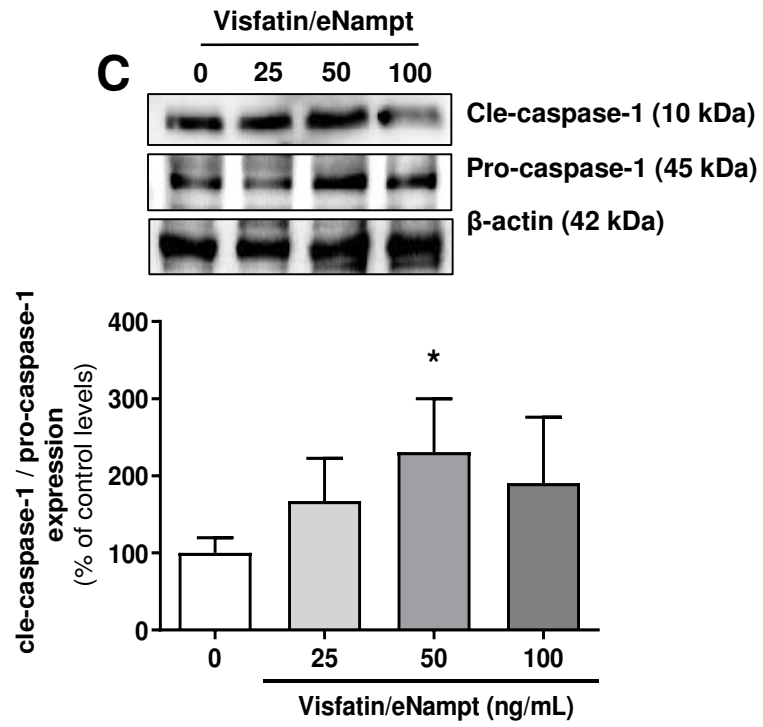 Visfatin/eNampt
C
0 25 50 100
Cle-caspase-1 (10 kDa)
Pro-caspase-1 (45 kDa)
β-actin (42 kDa)
cle-caspase-1 / pro-caspase-1
expression
(% of control levels)
400
300
200
100
0
*
0 25 50 100
Visfatin/eNampt (ng/mL)